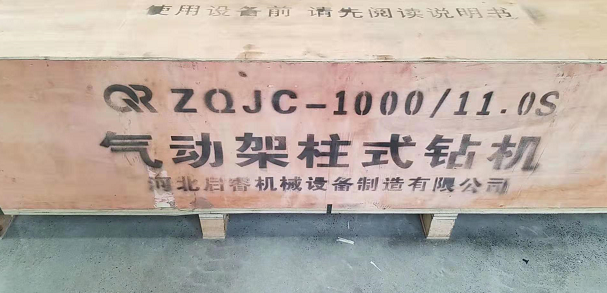 使用设备前 请先阅读说明书
QR ZQJC-1000/11.0S
气动架柱式钻机
河北启睿机械设备制造有限公司